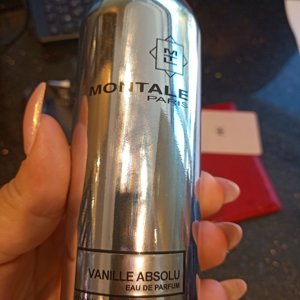 MONTALE
PARIS
VANILLE ABSOLU
EAU DE PARFUM